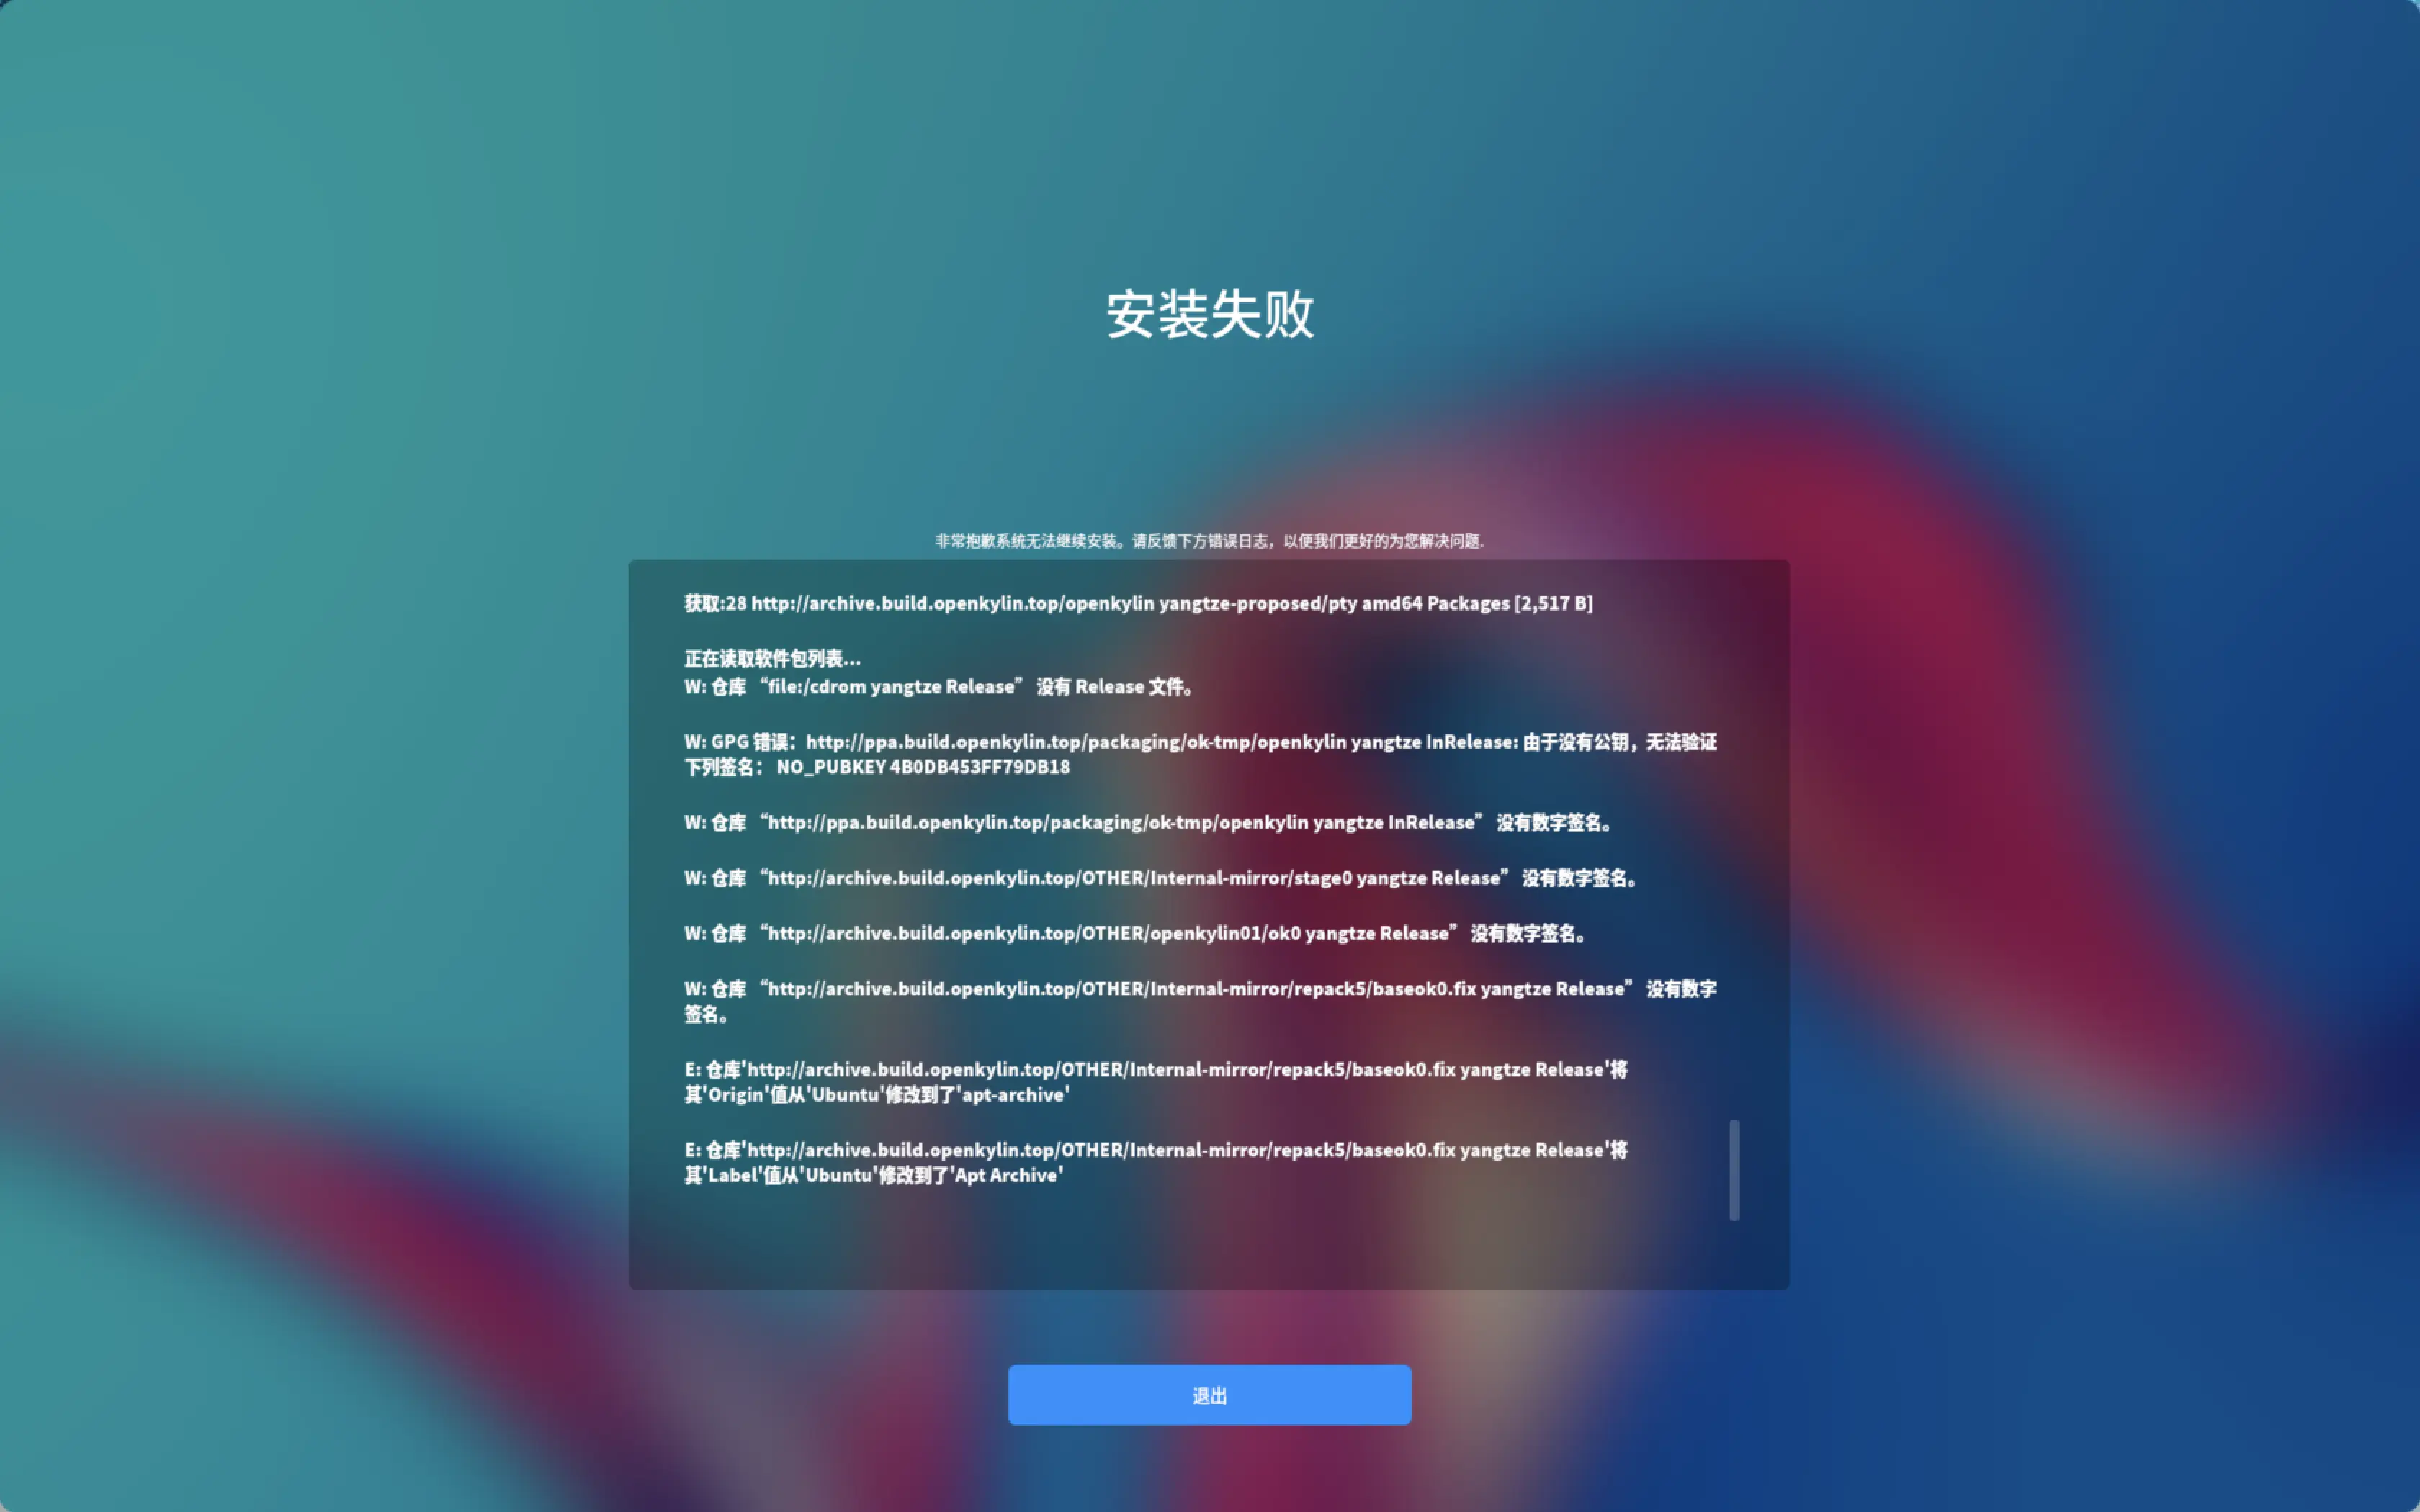 安装失败
非常抱歉系统无法继续安装。请反馈下方错误日志，以便我们更好的为您解决问题.
获取:28 http://archive.build.openkylin.top/openkylin yangtze-proposed/pty amd64 Packages [2,517 B]
正在读取软件包列表...
W: 仓库 “file:/cdrom yangtze Release” 没有 Release 文件。
W: GPG 错误：http://ppa.build.openkylin.top/packaging/ok-tmp/openkylin yangtze InRelease: 由于没有公钥，无法验证
下列签名： NO_PUBKEY 4B0DB453FF79DB18
W: 仓库 “http://ppa.build.openkylin.top/packaging/ok-tmp/openkylin yangtze InRelease” 没有数字签名。
W: 仓库 “http://archive.build.openkylin.top/OTHER/Internal-mirror/stage0 yangtze Release” 没有数字签名。
W: 仓库 “http://archive.build.openkylin.top/OTHER/openkylin01/ok0 yangtze Release” 没有数字签名。
W: 仓库 “http://archive.build.openkylin.top/OTHER/Internal-mirror/repack5/baseok0.fix yangtze Release” 没有数字
签名。
E: 仓库'http://archive.build.openkylin.top/OTHER/Internal-mirror/repack5/baseok0.fix yangtze Release'将
其'Origin'值从'Ubuntu'修改到了'apt-archive'
E: 仓库'http://archive.build.openkylin.top/OTHER/Internal-mirror/repack5/baseok0.fix yangtze Release'将
其'Label'值从'Ubuntu'修改到了'Apt Archive'
退出